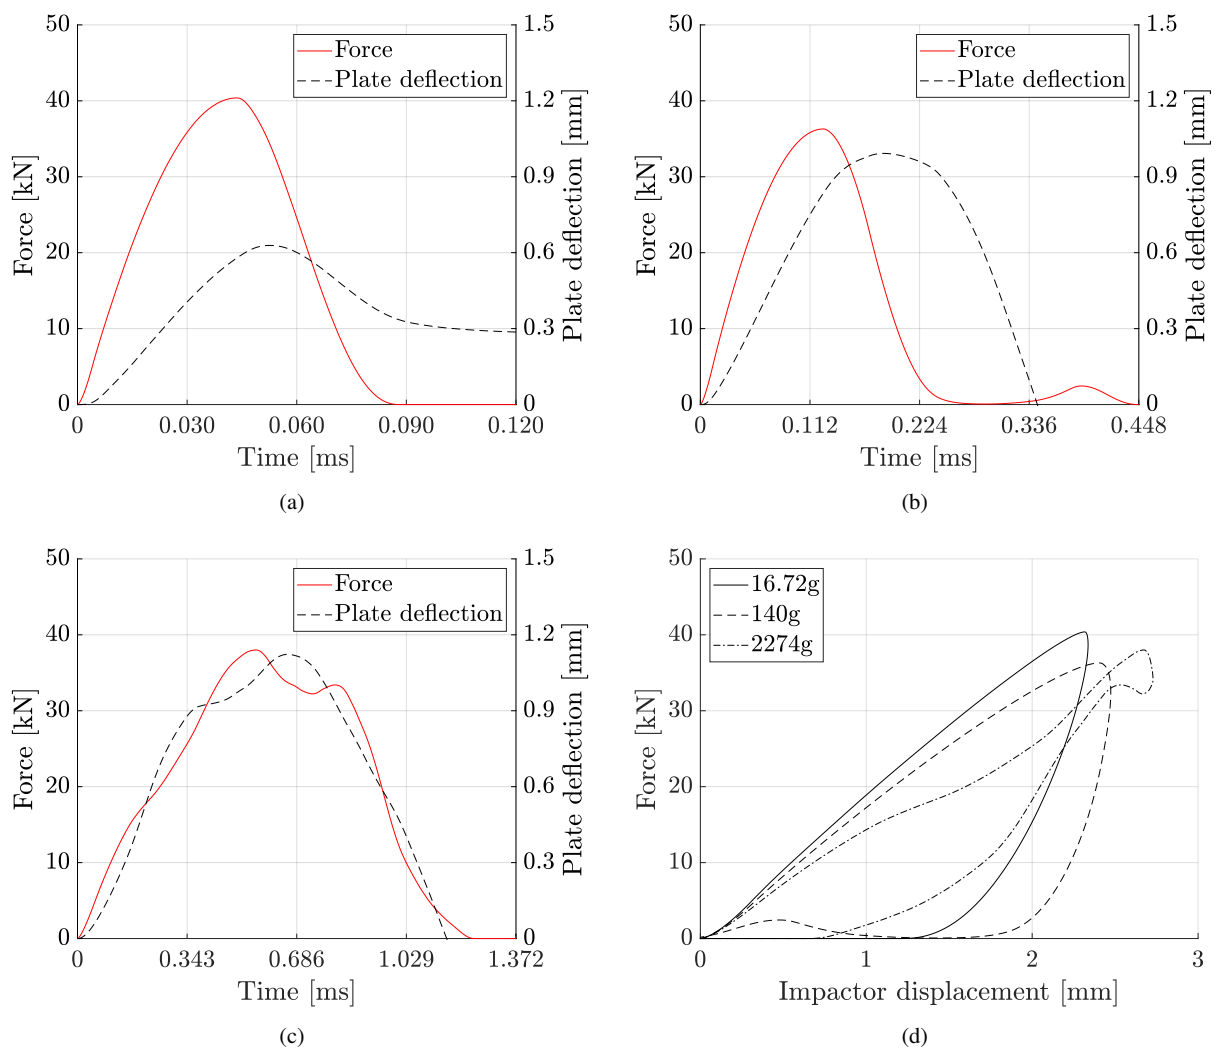 50
40
30
20
10
0
Force [kN]
0
0.030
0.060
0.090
0.120
Time [ms]
1.5
1.2
0.9
0.6
0.3
0
Plate deflection [mm]
Force
Plate deflection
(a)
50
40
30
20
10
0
Force [kN]
0
0.112
0.224
0.336
0.448
Time [ms]
1.5
1.2
0.9
0.6
0.3
0
Plate deflection [mm]
Force
Plate deflection
(b)
50
40
30
20
10
0
Force [kN]
0
0.343
0.686
1.029
1.372
Time [ms]
1.5
1.2
0.9
0.6
0.3
0
Plate deflection [mm]
Force
Plate deflection
(c)
50
40
30
20
10
0
Force [kN]
0
1
2
3
Impactor displacement [mm]
16.72g
140g
2274g
(d)